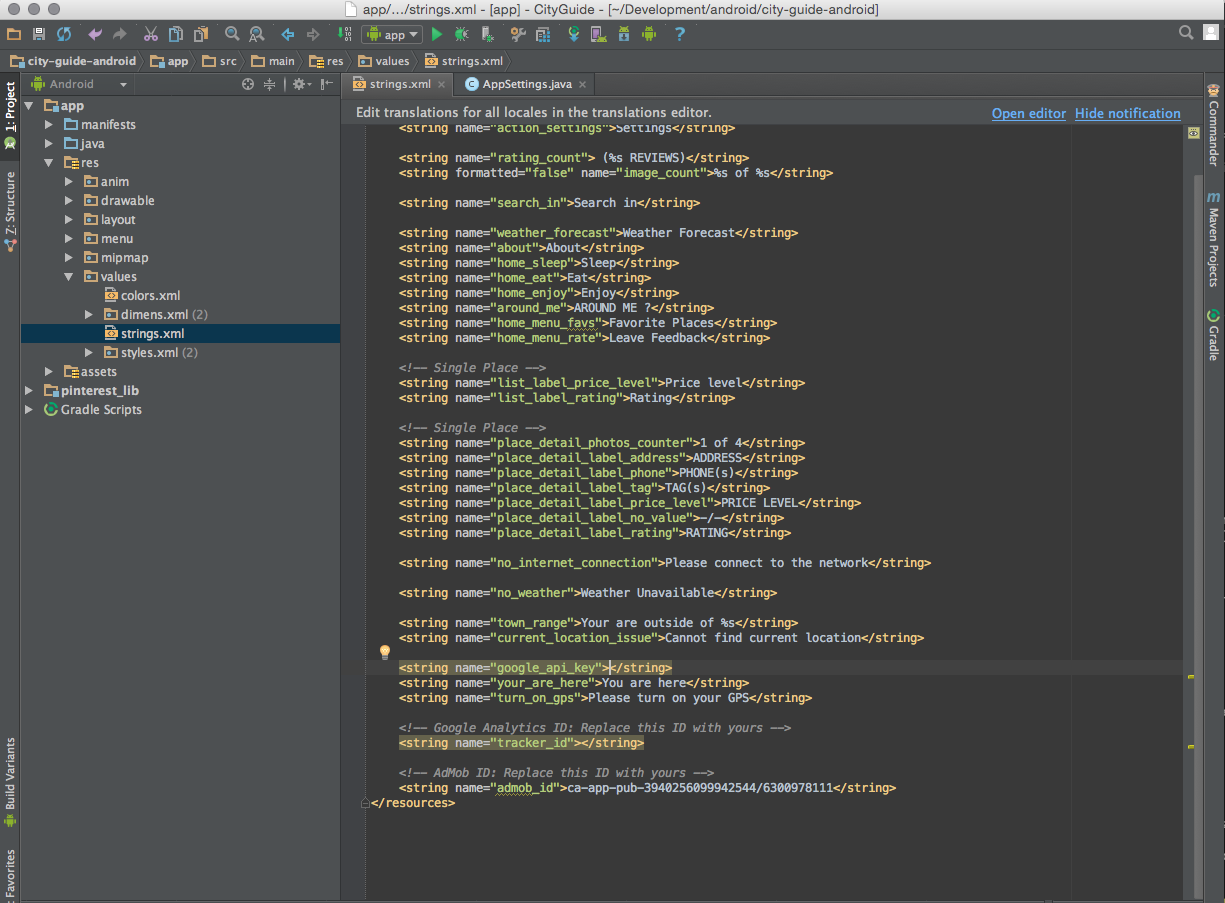 app/.../strings.xml - [app] - CityGuide - [~/Development/android/city-guide-android]
app
city-guide-android app src main res values strings.xml
1: Project
Z: Structure
Build Variants
Favorites
Android
app
manifests
java
res
anim
drawable
layout
menu
mipmap
values
colors.xml
dimens.xml (2)
strings.xml
styles.xml (2)
assets
pinterest_lib
Gradle Scripts
strings.xml AppSettings.java
Edit translations for all locales in the translations editor. Open editor Hide notification
<string name="action_settings">Settings</string>
<string name="rating_count"> (%s REVIEWS)</string>
<string formatted="false" name="image_count">%s of %s</string>
<string name="search_in">Search in</string>
<string name="weather_forecast">Weather Forecast</string>
<string name="about">About</string>
<string name="home_sleep">Sleep</string>
<string name="home_eat">Eat</string>
<string name="home_enjoy">Enjoy</string>
<string name="around_me">AROUND ME ?</string>
<string name="home_menu_favs">Favorite Places</string>
<string name="home_menu_rate">Leave Feedback</string>
<!-- Single Place -->
<string name="list_label_price_level">Price level</string>
<string name="list_label_rating">Rating</string>
<!-- Single Place -->
<string name="place_detail_photos_counter">1 of 4</string>
<string name="place_detail_label_address">ADDRESS</string>
<string name="place_detail_label_phone">PHONE(s)</string>
<string name="place_detail_label_tag">TAG(s)</string>
<string name="place_detail_label_price_level">PRICE LEVEL</string>
<string name="place_detail_label_no_value">-/-</string>
<string name="place_detail_label_rating">RATING</string>
<string name="no_internet_connection">Please connect to the network</string>
<string name="no_weather">Weather Unavailable</string>
<string name="town_range">Your are outside of %s</string>
<string name="current_location_issue">Cannot find current location</string>
<string name="google_api_key"></string>
<string name="your_are_here">You are here</string>
<string name="turn_on_gps">Please turn on your GPS</string>
<!-- Google Analytics ID: Replace this ID with yours -->
<string name="tracker_id"></string>
<!-- AdMob ID: Replace this ID with yours -->
<string name="admob_id">ca-app-pub-3940256099942544/6300978111</string>
</resources>
Commander
m Maven Projects
Gradle